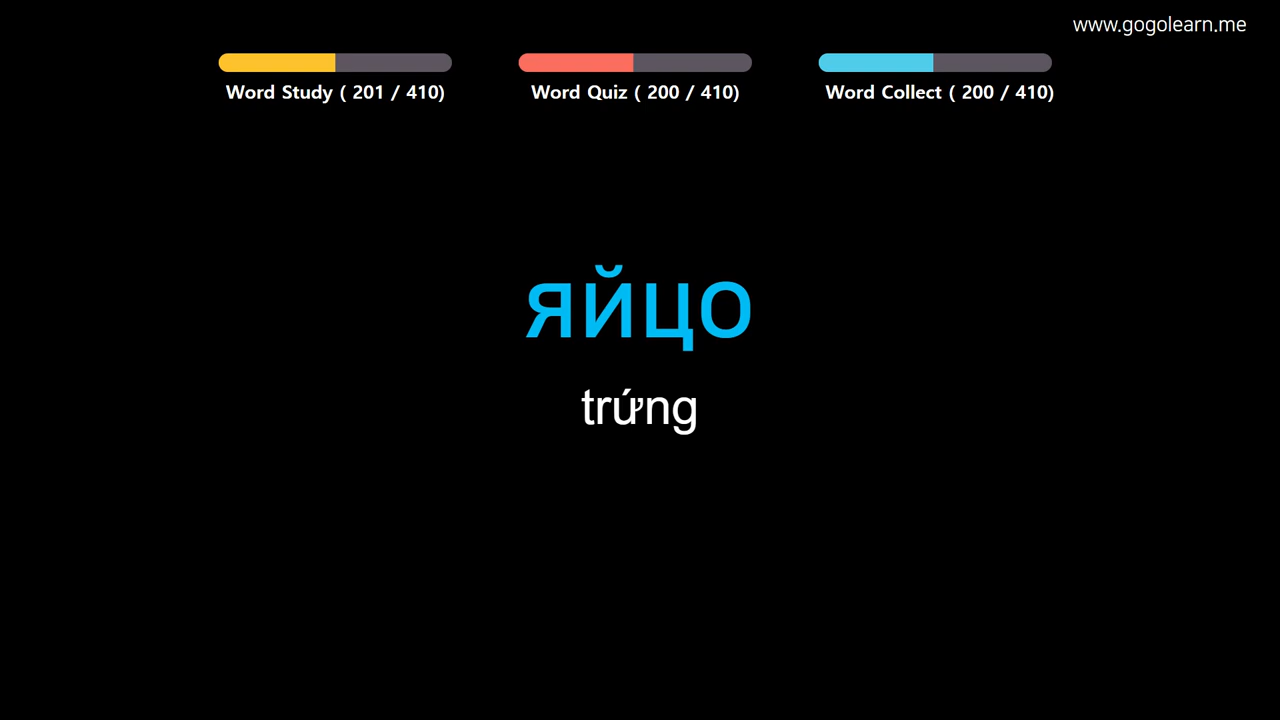 www.gogolearn.me
Word Study ( 201 / 410)
Word Quiz ( 200 / 410)
Word Collect ( 200 / 410)
яйцо
trứng